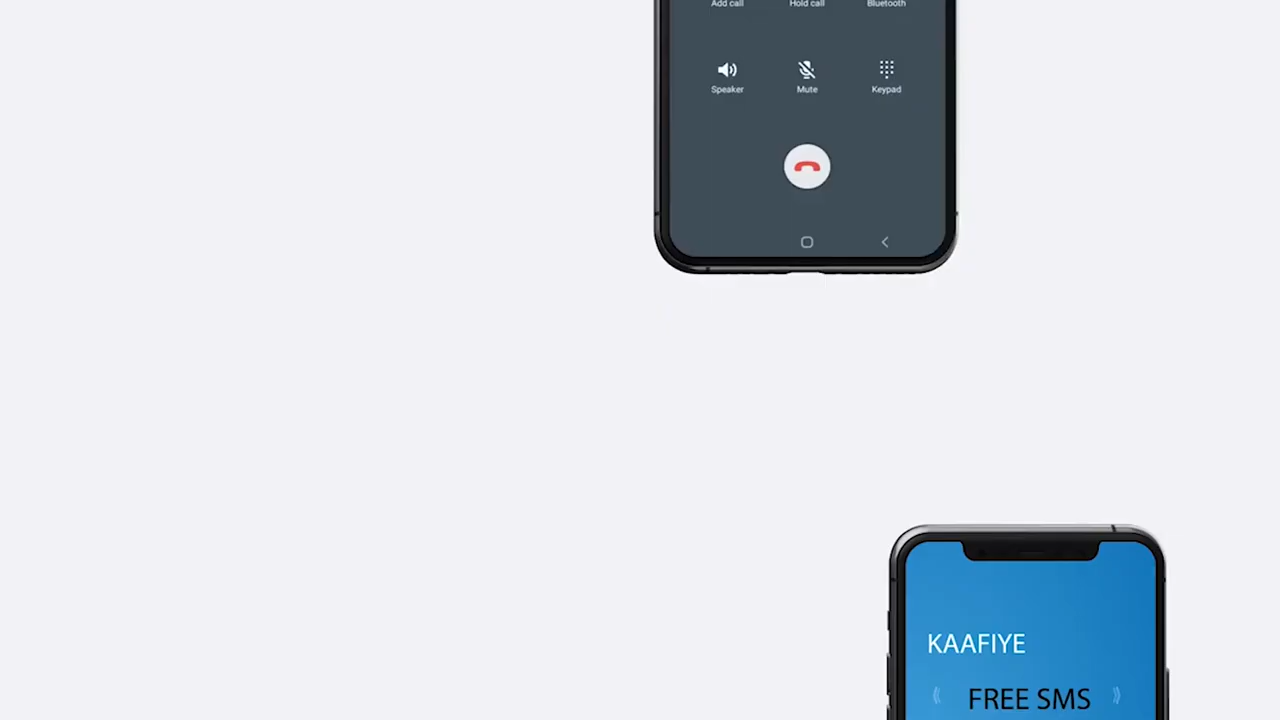 Add call Hold call Bluetooth
Speaker Mute Keypad
KAAFIYE
FREE SMS